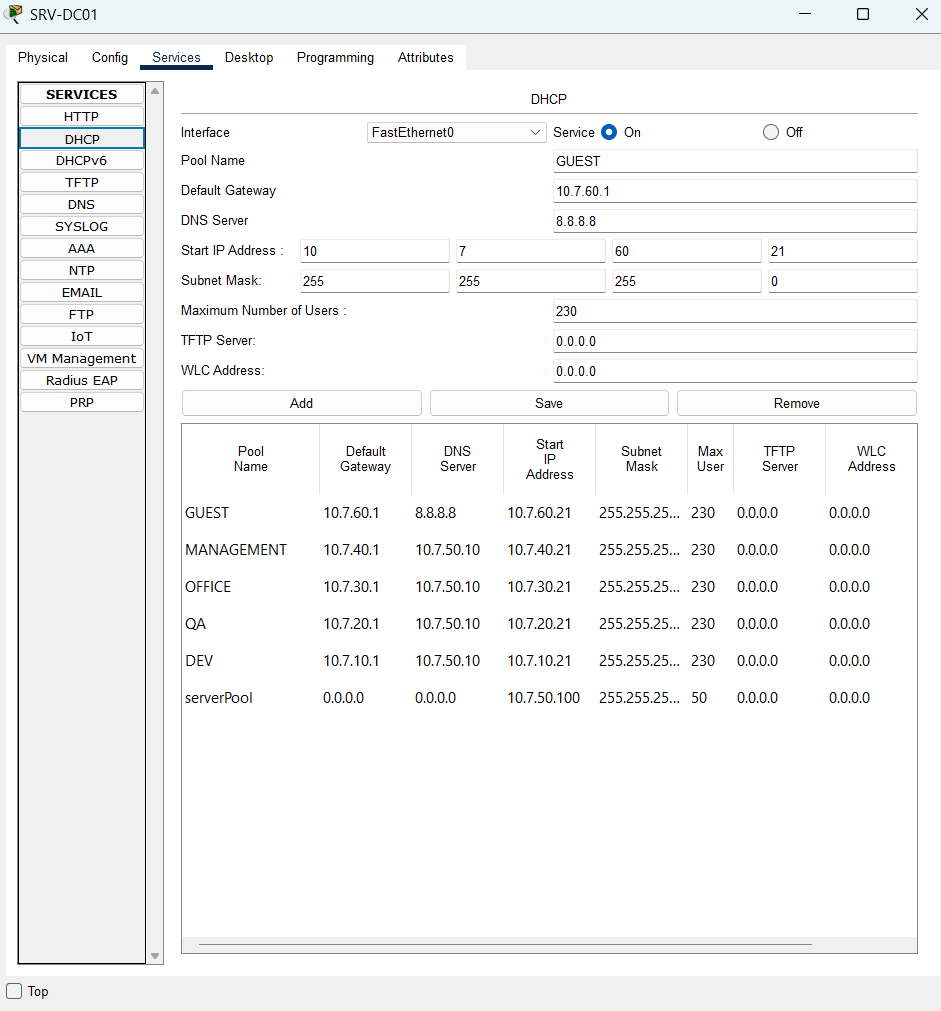 SRV-DC01
Physical Config Services Desktop Programming Attributes
SERVICES
HTTP
DHCP
DHCPv6
TFTP
DNS
SYSLOG
AAA
NTP
EMAIL
FTP
IoT
VM Management
Radius EAP
PRP
DHCP
Interface FastEthernet0 Service On Off
Pool Name GUEST
Default Gateway 10.7.60.1
DNS Server 8.8.8.8
Start IP Address : 10 7 60 21
Subnet Mask: 255 255 255 0
Maximum Number of Users : 230
TFTP Server: 0.0.0.0
WLC Address: 0.0.0.0
Add Save Remove
Pool Name Default Gateway DNS Server Start IP Address Subnet Mask Max User TFTP Server WLC Address
GUEST 10.7.60.1 8.8.8.8 10.7.60.21 255.255.25... 230 0.0.0.0 0.0.0.0
MANAGEMENT 10.7.40.1 10.7.50.10 10.7.40.21 255.255.25... 230 0.0.0.0 0.0.0.0
OFFICE 10.7.30.1 10.7.50.10 10.7.30.21 255.255.25... 230 0.0.0.0 0.0.0.0
QA 10.7.20.1 10.7.50.10 10.7.20.21 255.255.25... 230 0.0.0.0 0.0.0.0
DEV 10.7.10.1 10.7.50.10 10.7.10.21 255.255.25... 230 0.0.0.0 0.0.0.0
serverPool 0.0.0.0 0.0.0.0 10.7.50.100 255.255.25... 50 0.0.0.0 0.0.0.0
Top